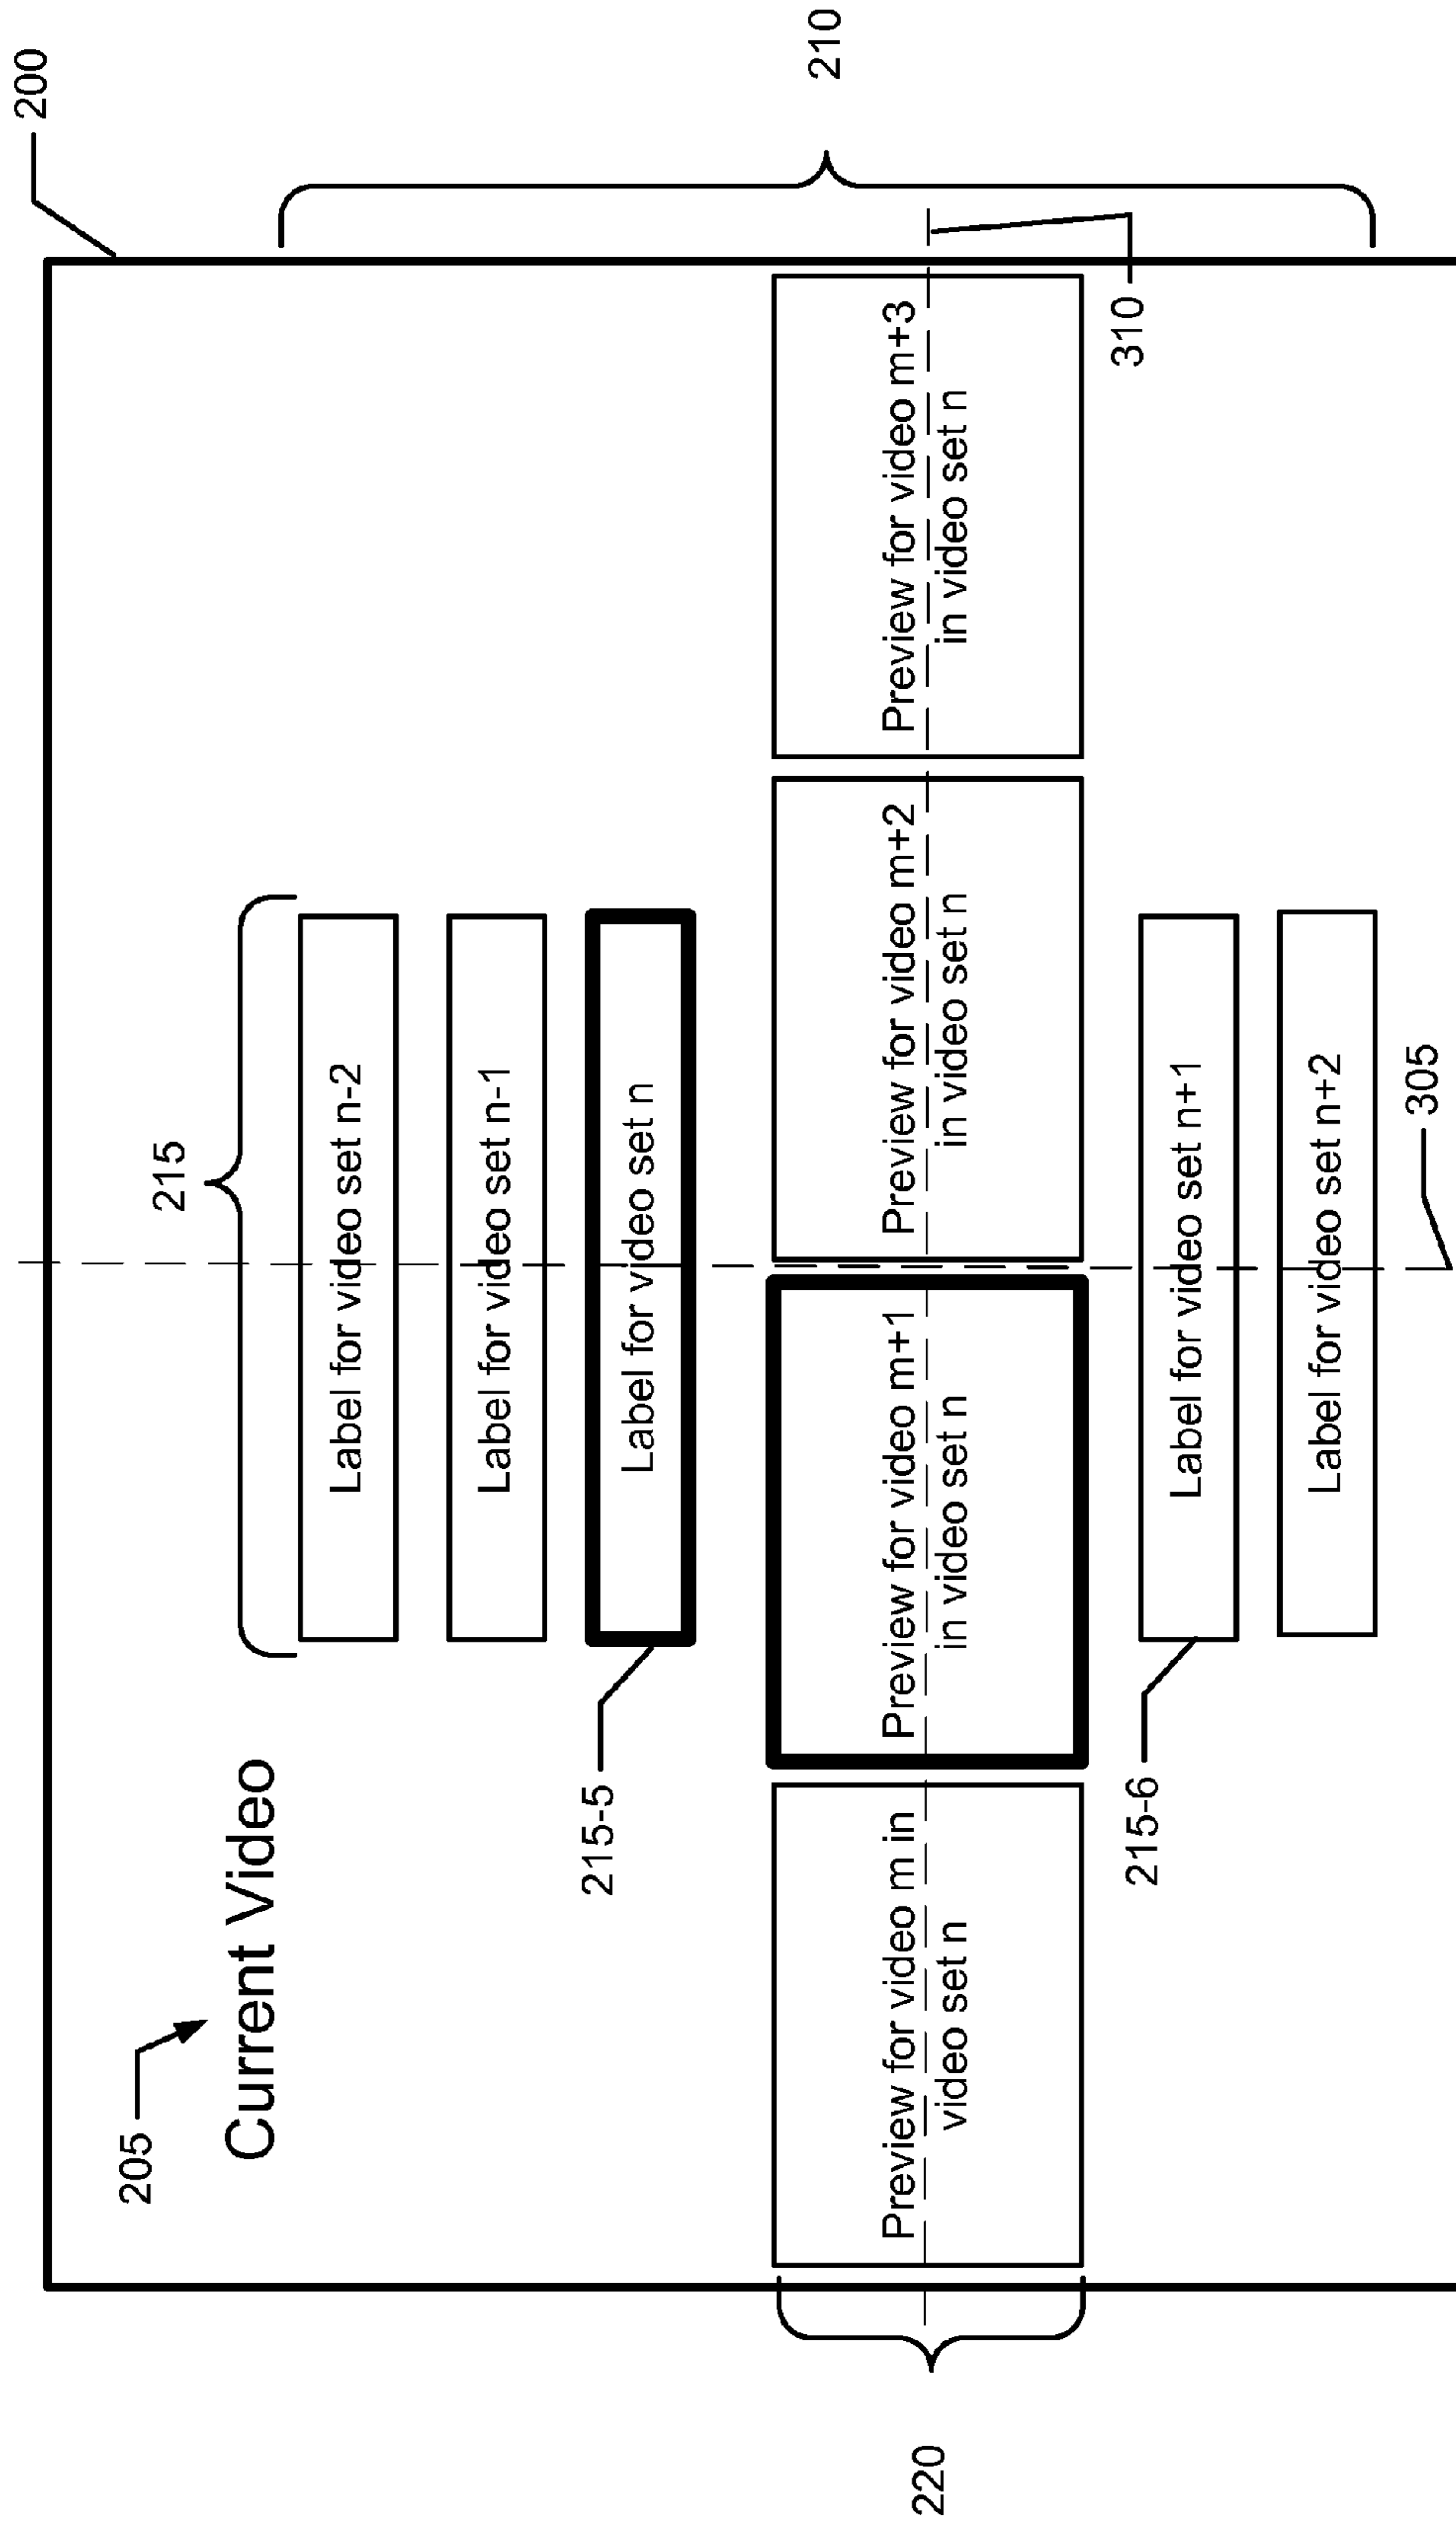 200
205
Current Video
215
Label for video set n-2
Label for video set n-1
215-5
Label for video set n
210
220
Preview for video m in
video set n
Preview for video m+1
in video set n
Preview for video m+2
in video set n
Preview for video m+3
in video set n
310
215-6
Label for video set n+1
Label for video set n+2
305